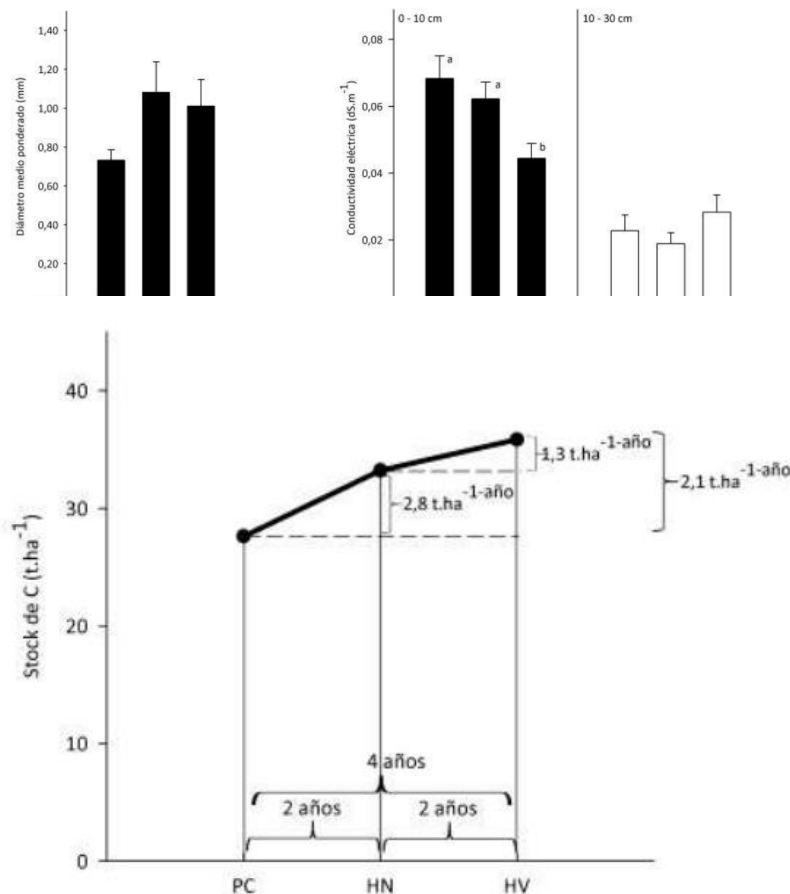 Diámetro medio ponderado (mm)
1,40
1,20
1,00
0,80
0,60
0,40
0,20
Conductividad eléctrica (dS.m-1)
0,08
0,06
0,04
0,02
0 - 10 cm
a
a
b
10 - 30 cm
Stock de C (t.ha-1)
40
30
20
10
0
1,3 t.ha-1-año
2,8 t.ha-1-año
2,1 t.ha-1-año
4 años
2 años
2 años
PC
HN
HV